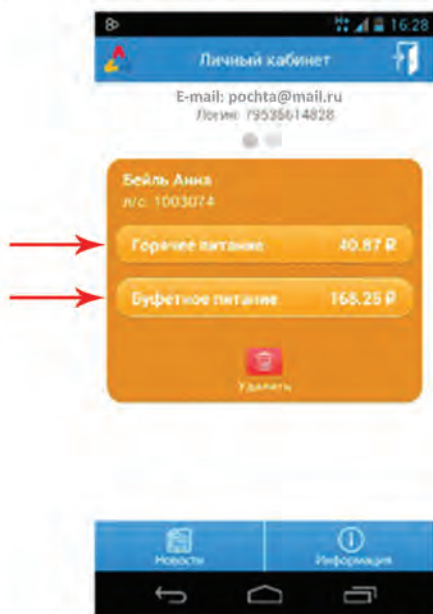 16:28
Личный кабинет
E-mail: pochta@mail.ru
Логин: 79536614828
Бейль Анна
л/с: 1003074
Горячее питание 40.87 ₽
Буфетное питание 168.25 ₽
Удалить
Новости Информация